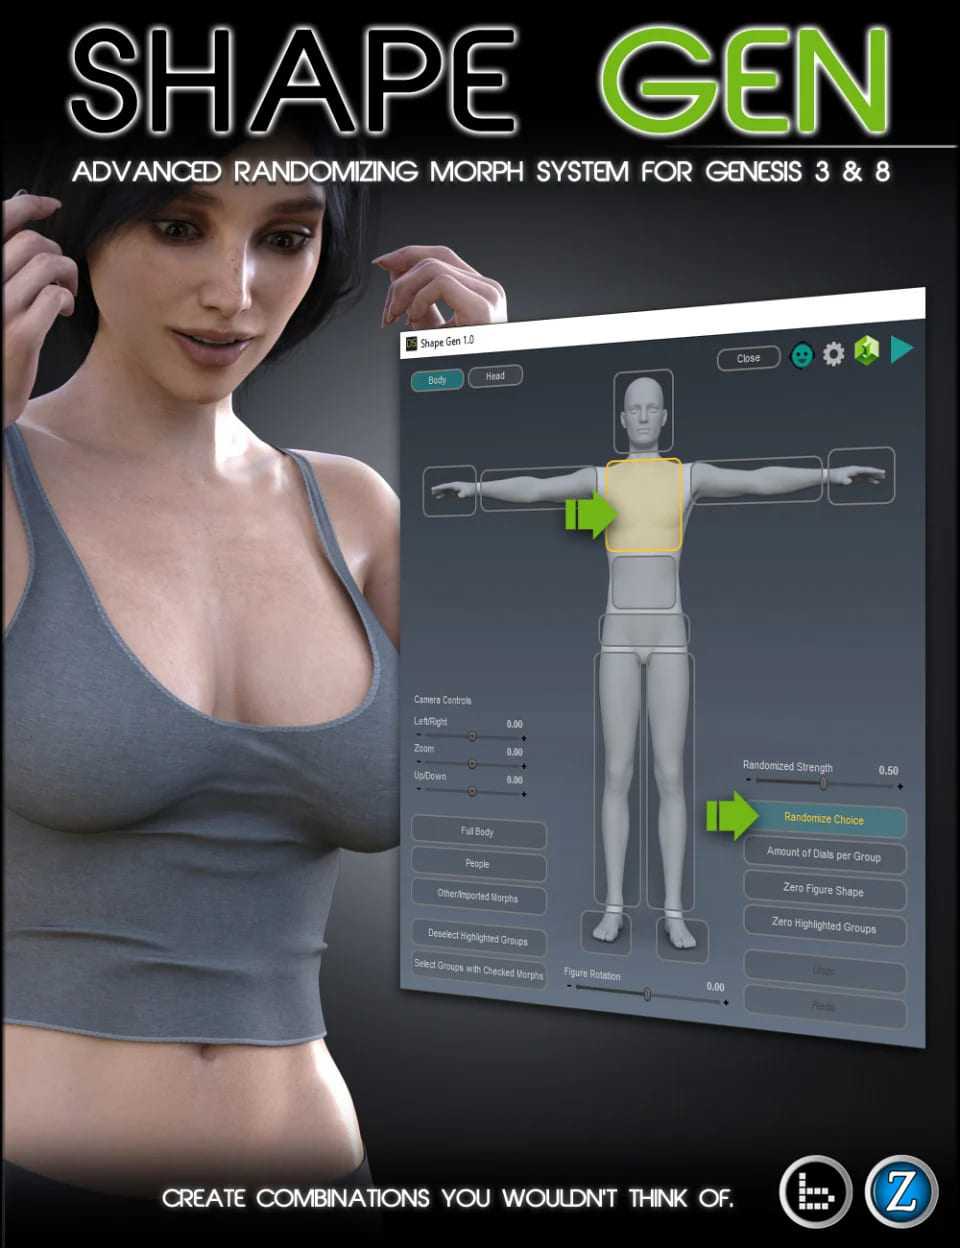 SHAPE GEN
ADVANCED RANDOMIZING MORPH SYSTEM FOR GENESIS 3 & 8
DS Shape Gen 1.0
Body Head Close
Camera Controls
Left/Right 0.00
Zoom 0.00
Up/Down 0.00
Full Body
People
Other/Imported Morphs
Deselect Highlighted Groups
Select Groups with Checked Morphs
Figure Rotation 0.00
Randomized Strength 0.50
Randomize Choice
Amount of Dials per Group
Zero Figure Shape
Zero Highlighted Groups
Undo
Redo
CREATE COMBINATIONS YOU WOULDN'T THINK OF.
Z